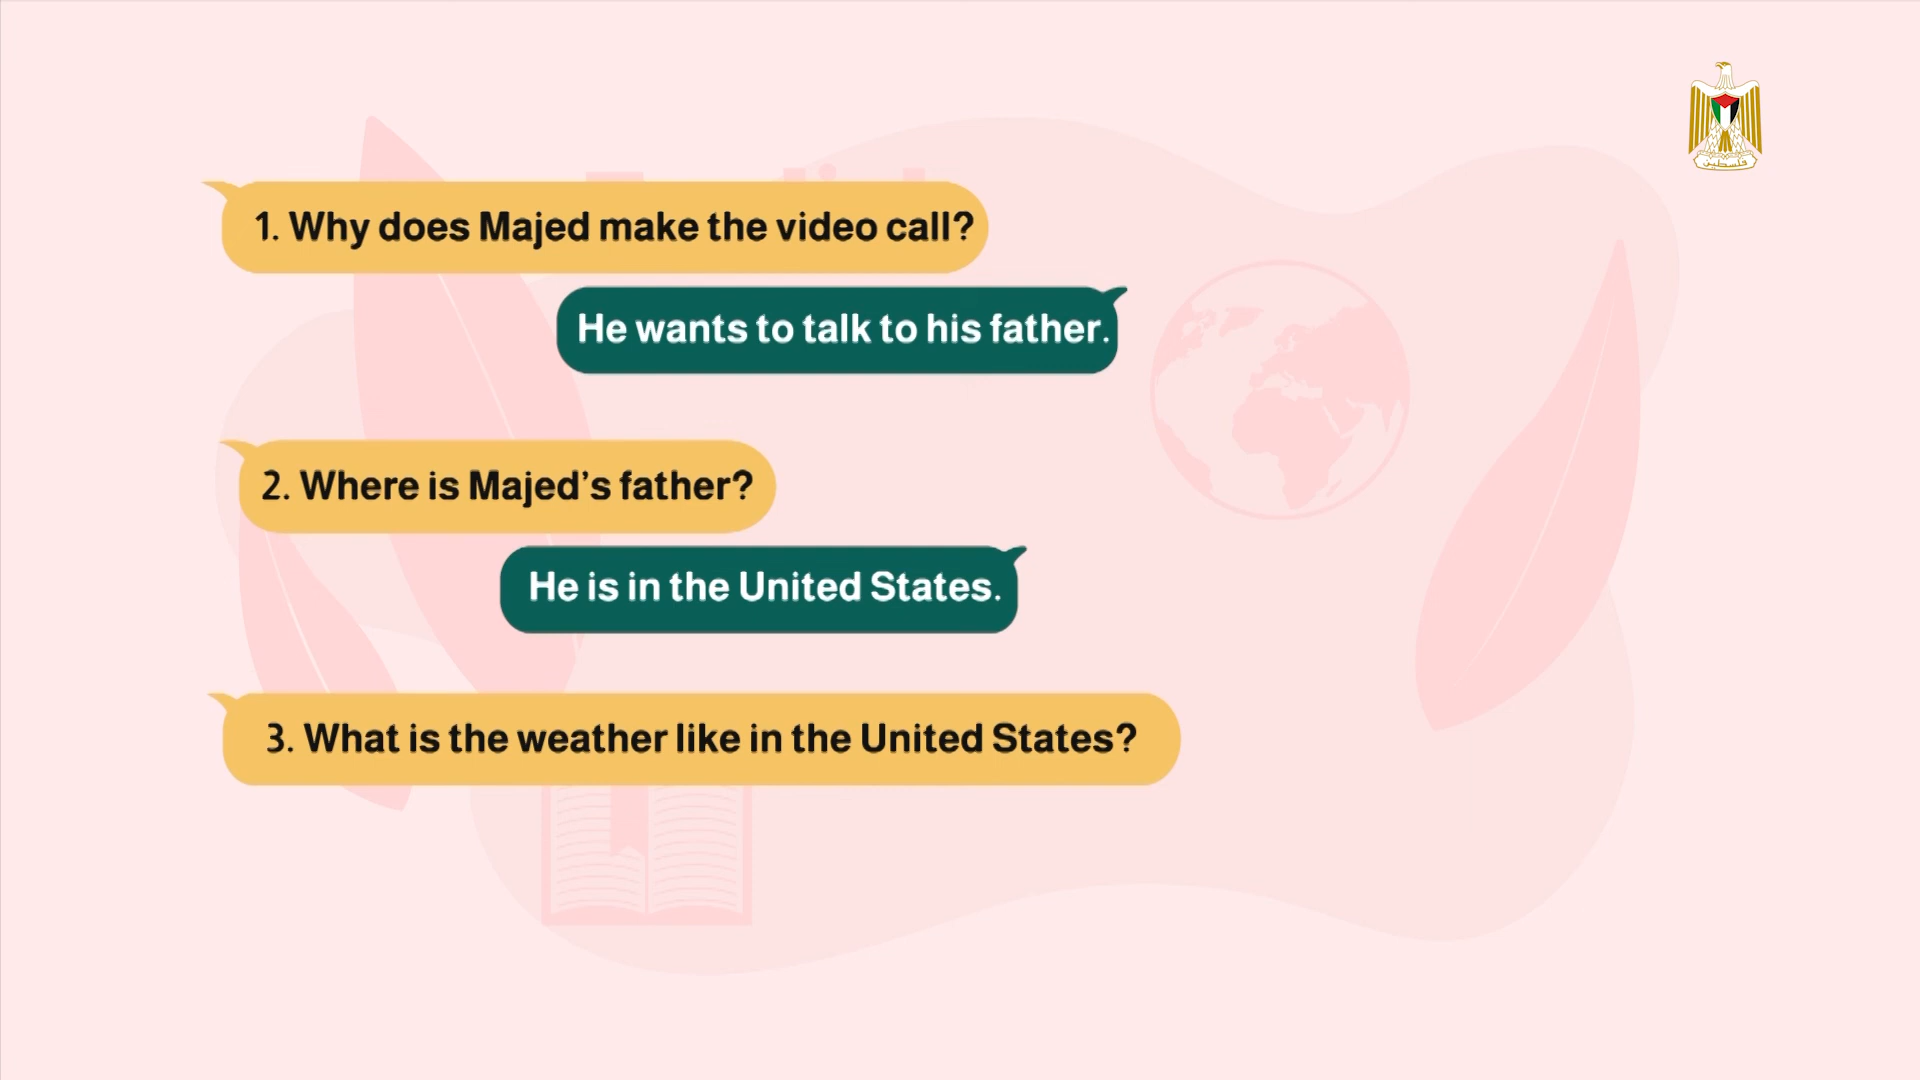 1. Why does Majed make the video call?
He wants to talk to his father.
2. Where is Majed’s father?
He is in the United States.
3. What is the weather like in the United States?
فلسطين